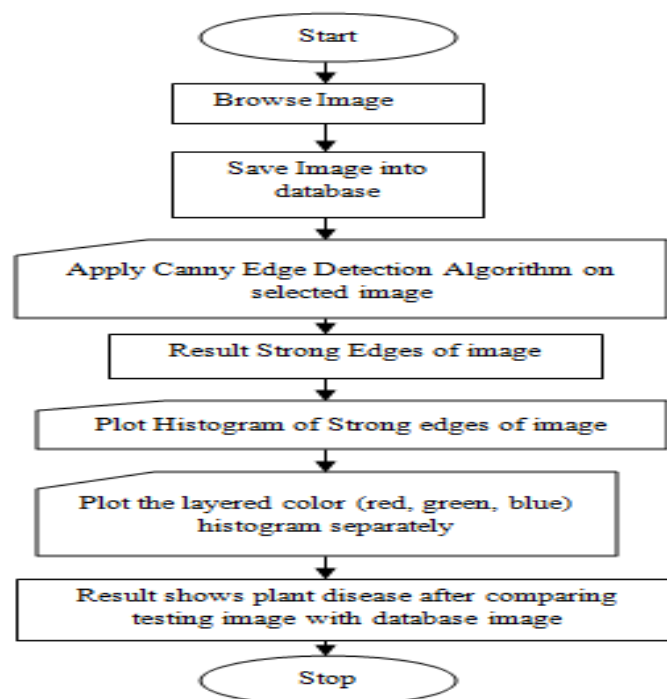 Start
Browse Image
Save Image into
database
Apply Canny Edge Detection Algorithm on
selected image
Result Strong Edges of image
Plot Histogram of Strong edges of image
Plot the layered color (red, green, blue)
histogram separately
Result shows plant disease after comparing
testing image with database image
Stop